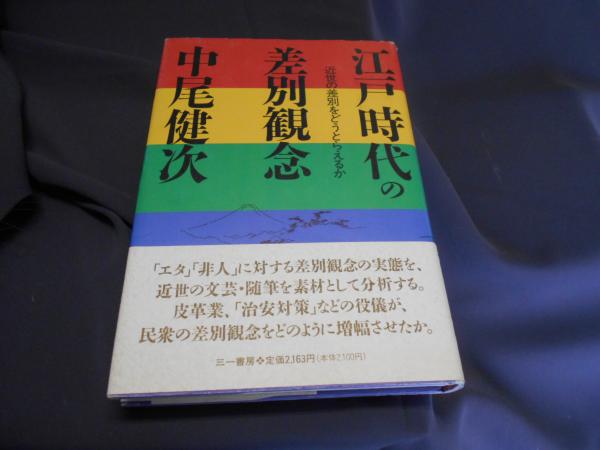 江戸時代の
差別観念
近世の差別をどうとらえるか
中尾健次
「エタ」「非人」に対する差別観念の実態を、
近世の文芸・随筆を素材として分析する。
皮革業、「治安対策」などの役儀が、
民衆の差別観念をどのように増幅させたか。
三一書房❖定価2,163円(本体2,100円)